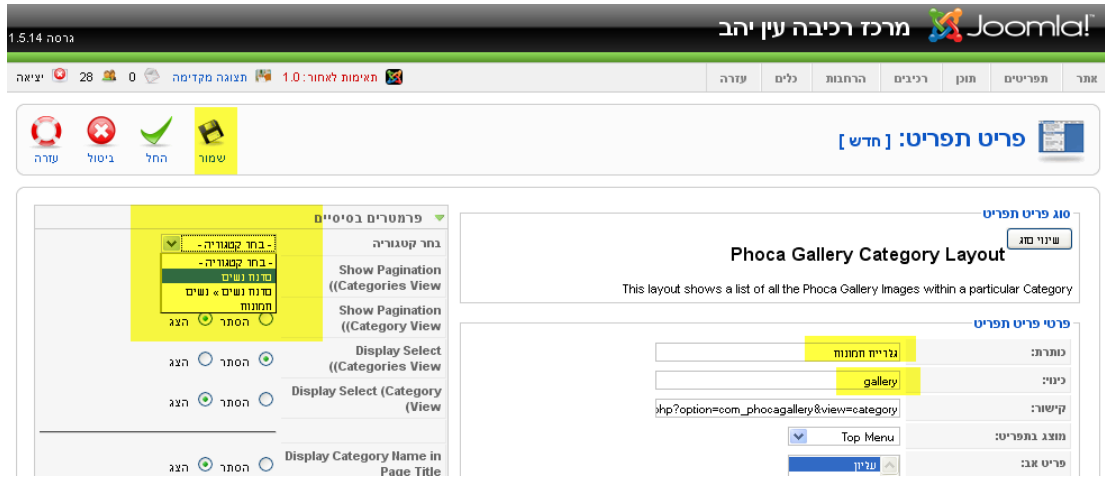 Joomla!
מרכז רכיבה עין יהב
גרסה 1.5.14
אתר
תפריטים
תוכן
רכיבים
הרחבות
כלים
עזרה
תאימות לאחור: 1.0
תצוגה מקדימה
0
28
יציאה
פריט תפריט: [ חדש ]
שמור
החל
ביטול
עזרה
סוג פריט תפריט
שינוי סוג
Phoca Gallery Category Layout
This layout shows a list of all the Phoca Gallery Images within a particular Category
פרטי פריט תפריט
כותרת: גלריית תמונות
כינוי: gallery
קישור: php?option=com_phocagallery&view=category
מוצג בתפריט: Top Menu
פריט אב: עליון
פרמטרים בסיסיים
בחר קטגוריה
- בחר קטגוריה -
- בחר קטגוריה -
סדנת נשים
סדנת נשים » נשים
תמונות
Show Pagination
((Categories View
Show Pagination
((Category View
הסתר הצג
Display Select
((Categories View
הסתר הצג
Display Select (Category
(View
הסתר הצג
Display Category Name in
Page Title
הסתר הצג